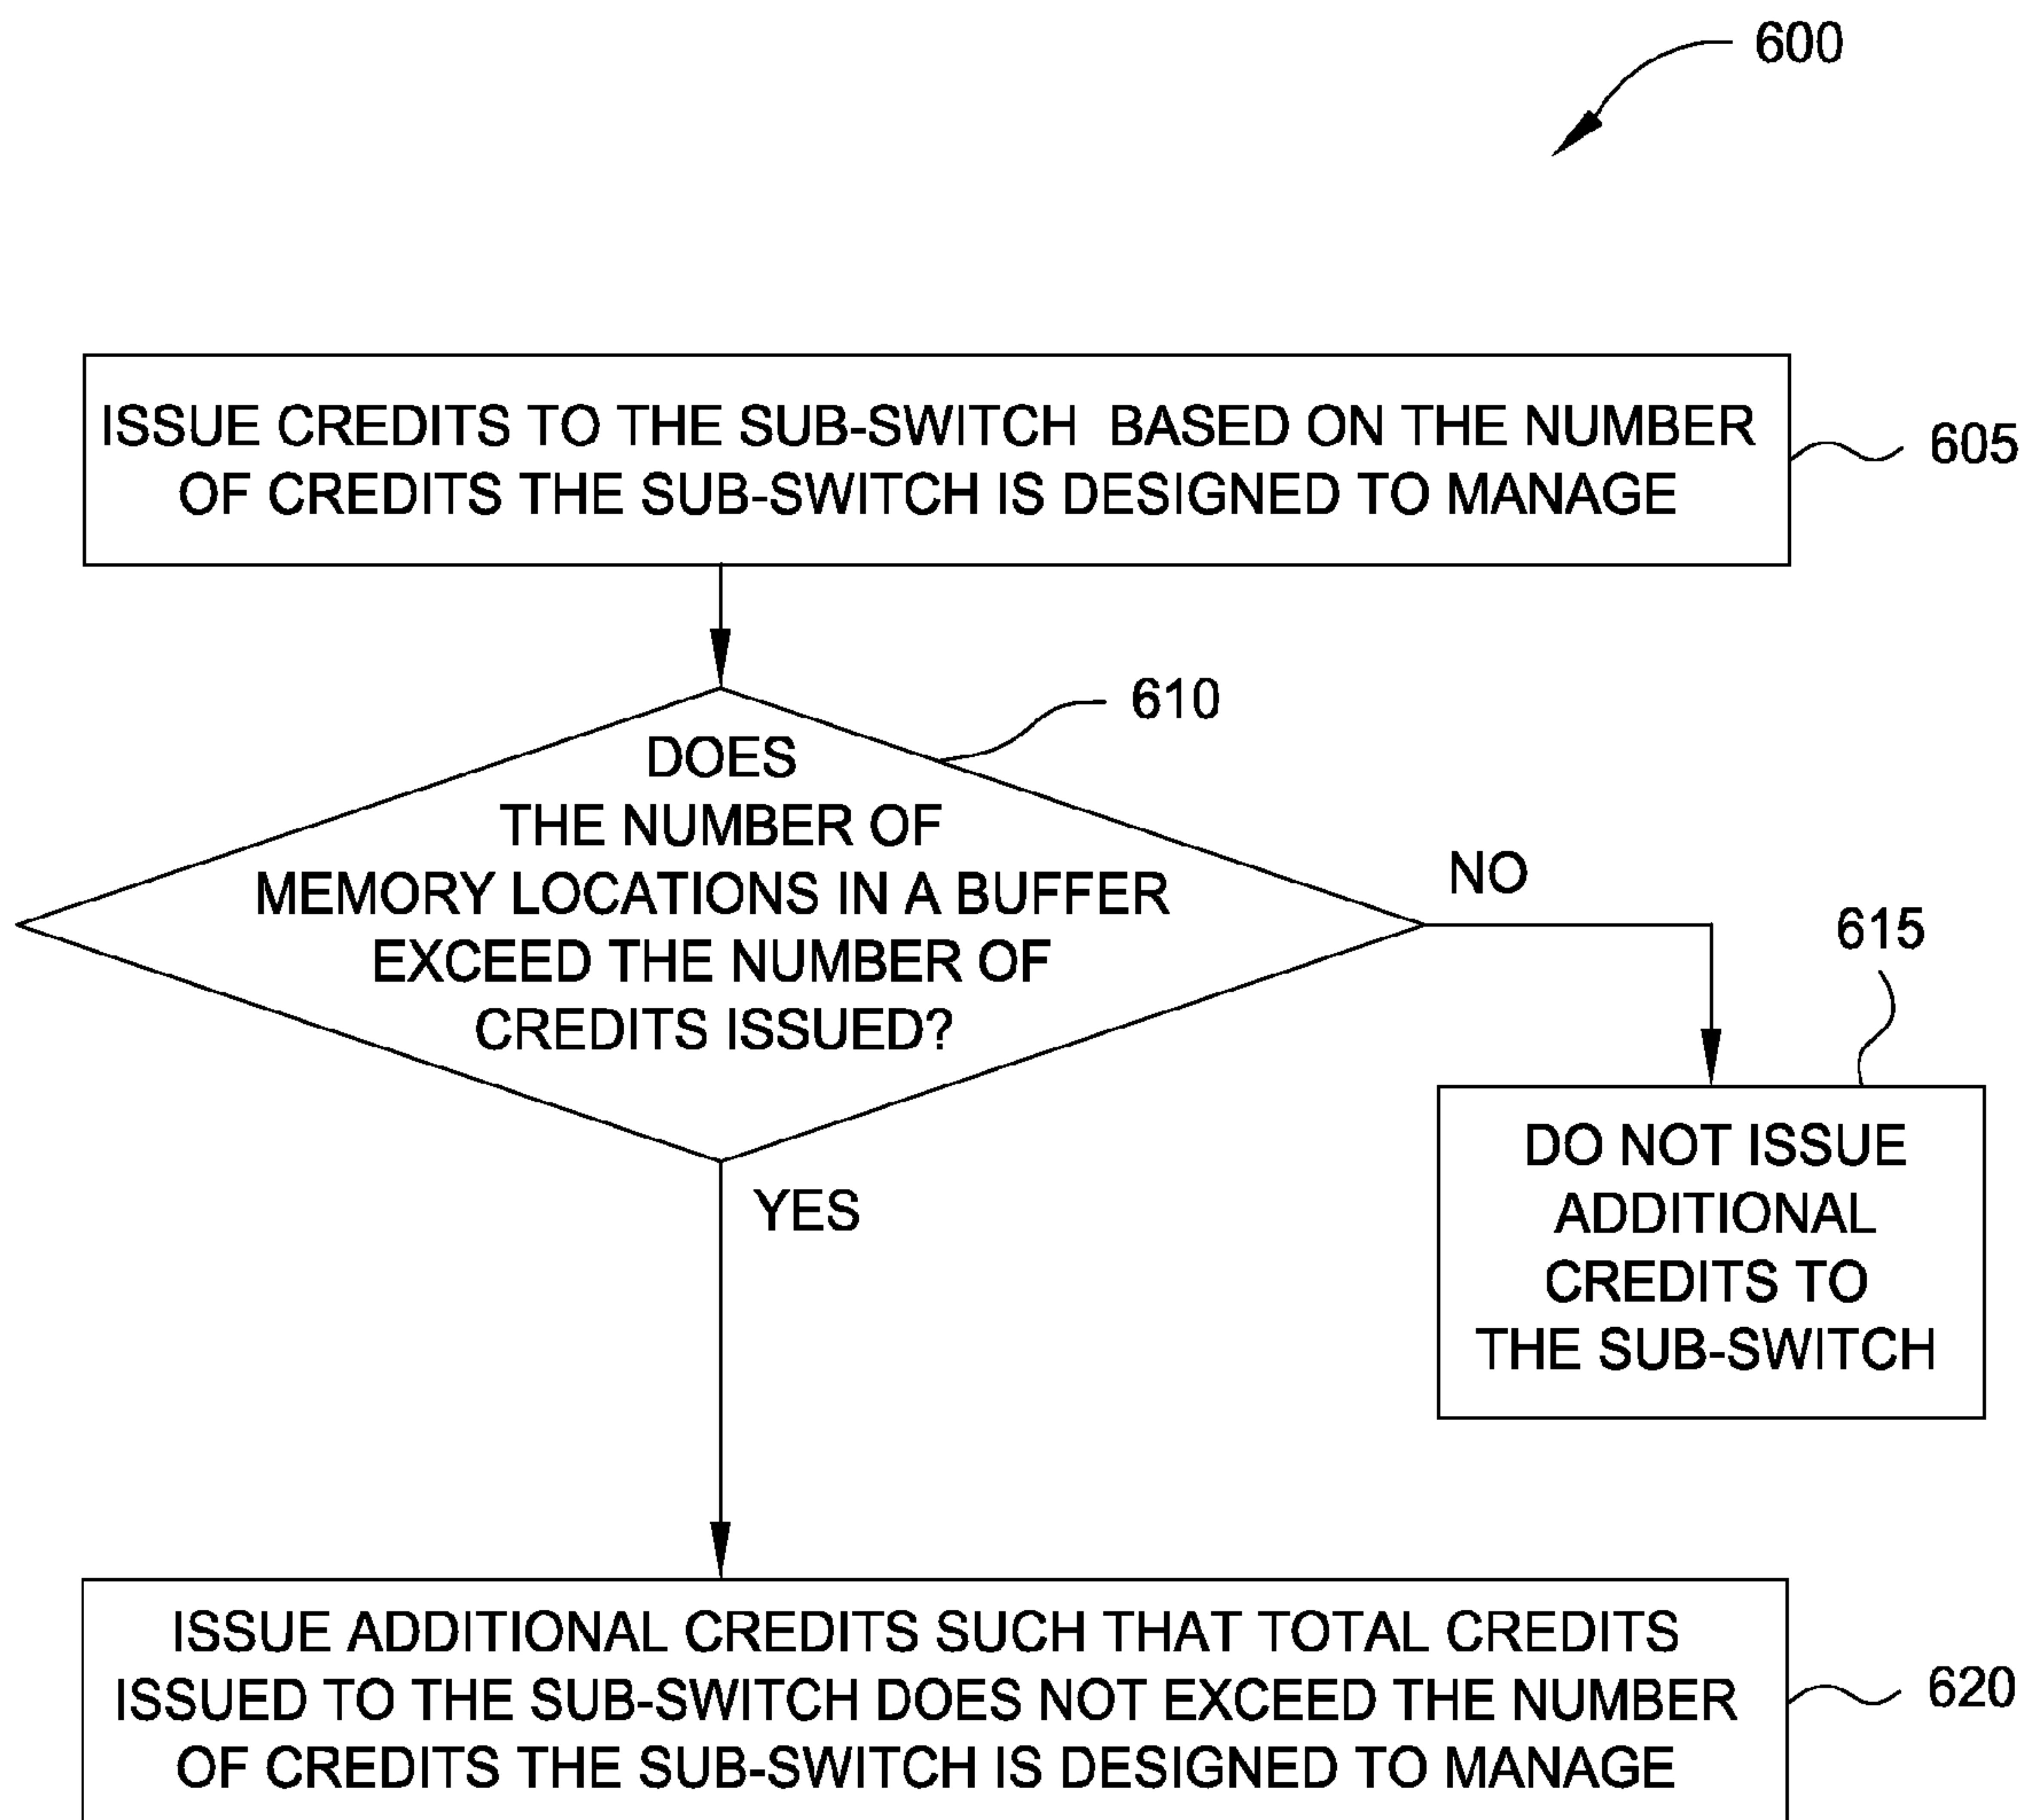 600
ISSUE CREDITS TO THE SUB-SWITCH BASED ON THE NUMBER
OF CREDITS THE SUB-SWITCH IS DESIGNED TO MANAGE
605
610
DOES
THE NUMBER OF
MEMORY LOCATIONS IN A BUFFER
EXCEED THE NUMBER OF
CREDITS ISSUED?
NO
615
DO NOT ISSUE
ADDITIONAL
CREDITS TO
THE SUB-SWITCH
YES
ISSUE ADDITIONAL CREDITS SUCH THAT TOTAL CREDITS
ISSUED TO THE SUB-SWITCH DOES NOT EXCEED THE NUMBER
OF CREDITS THE SUB-SWITCH IS DESIGNED TO MANAGE
620